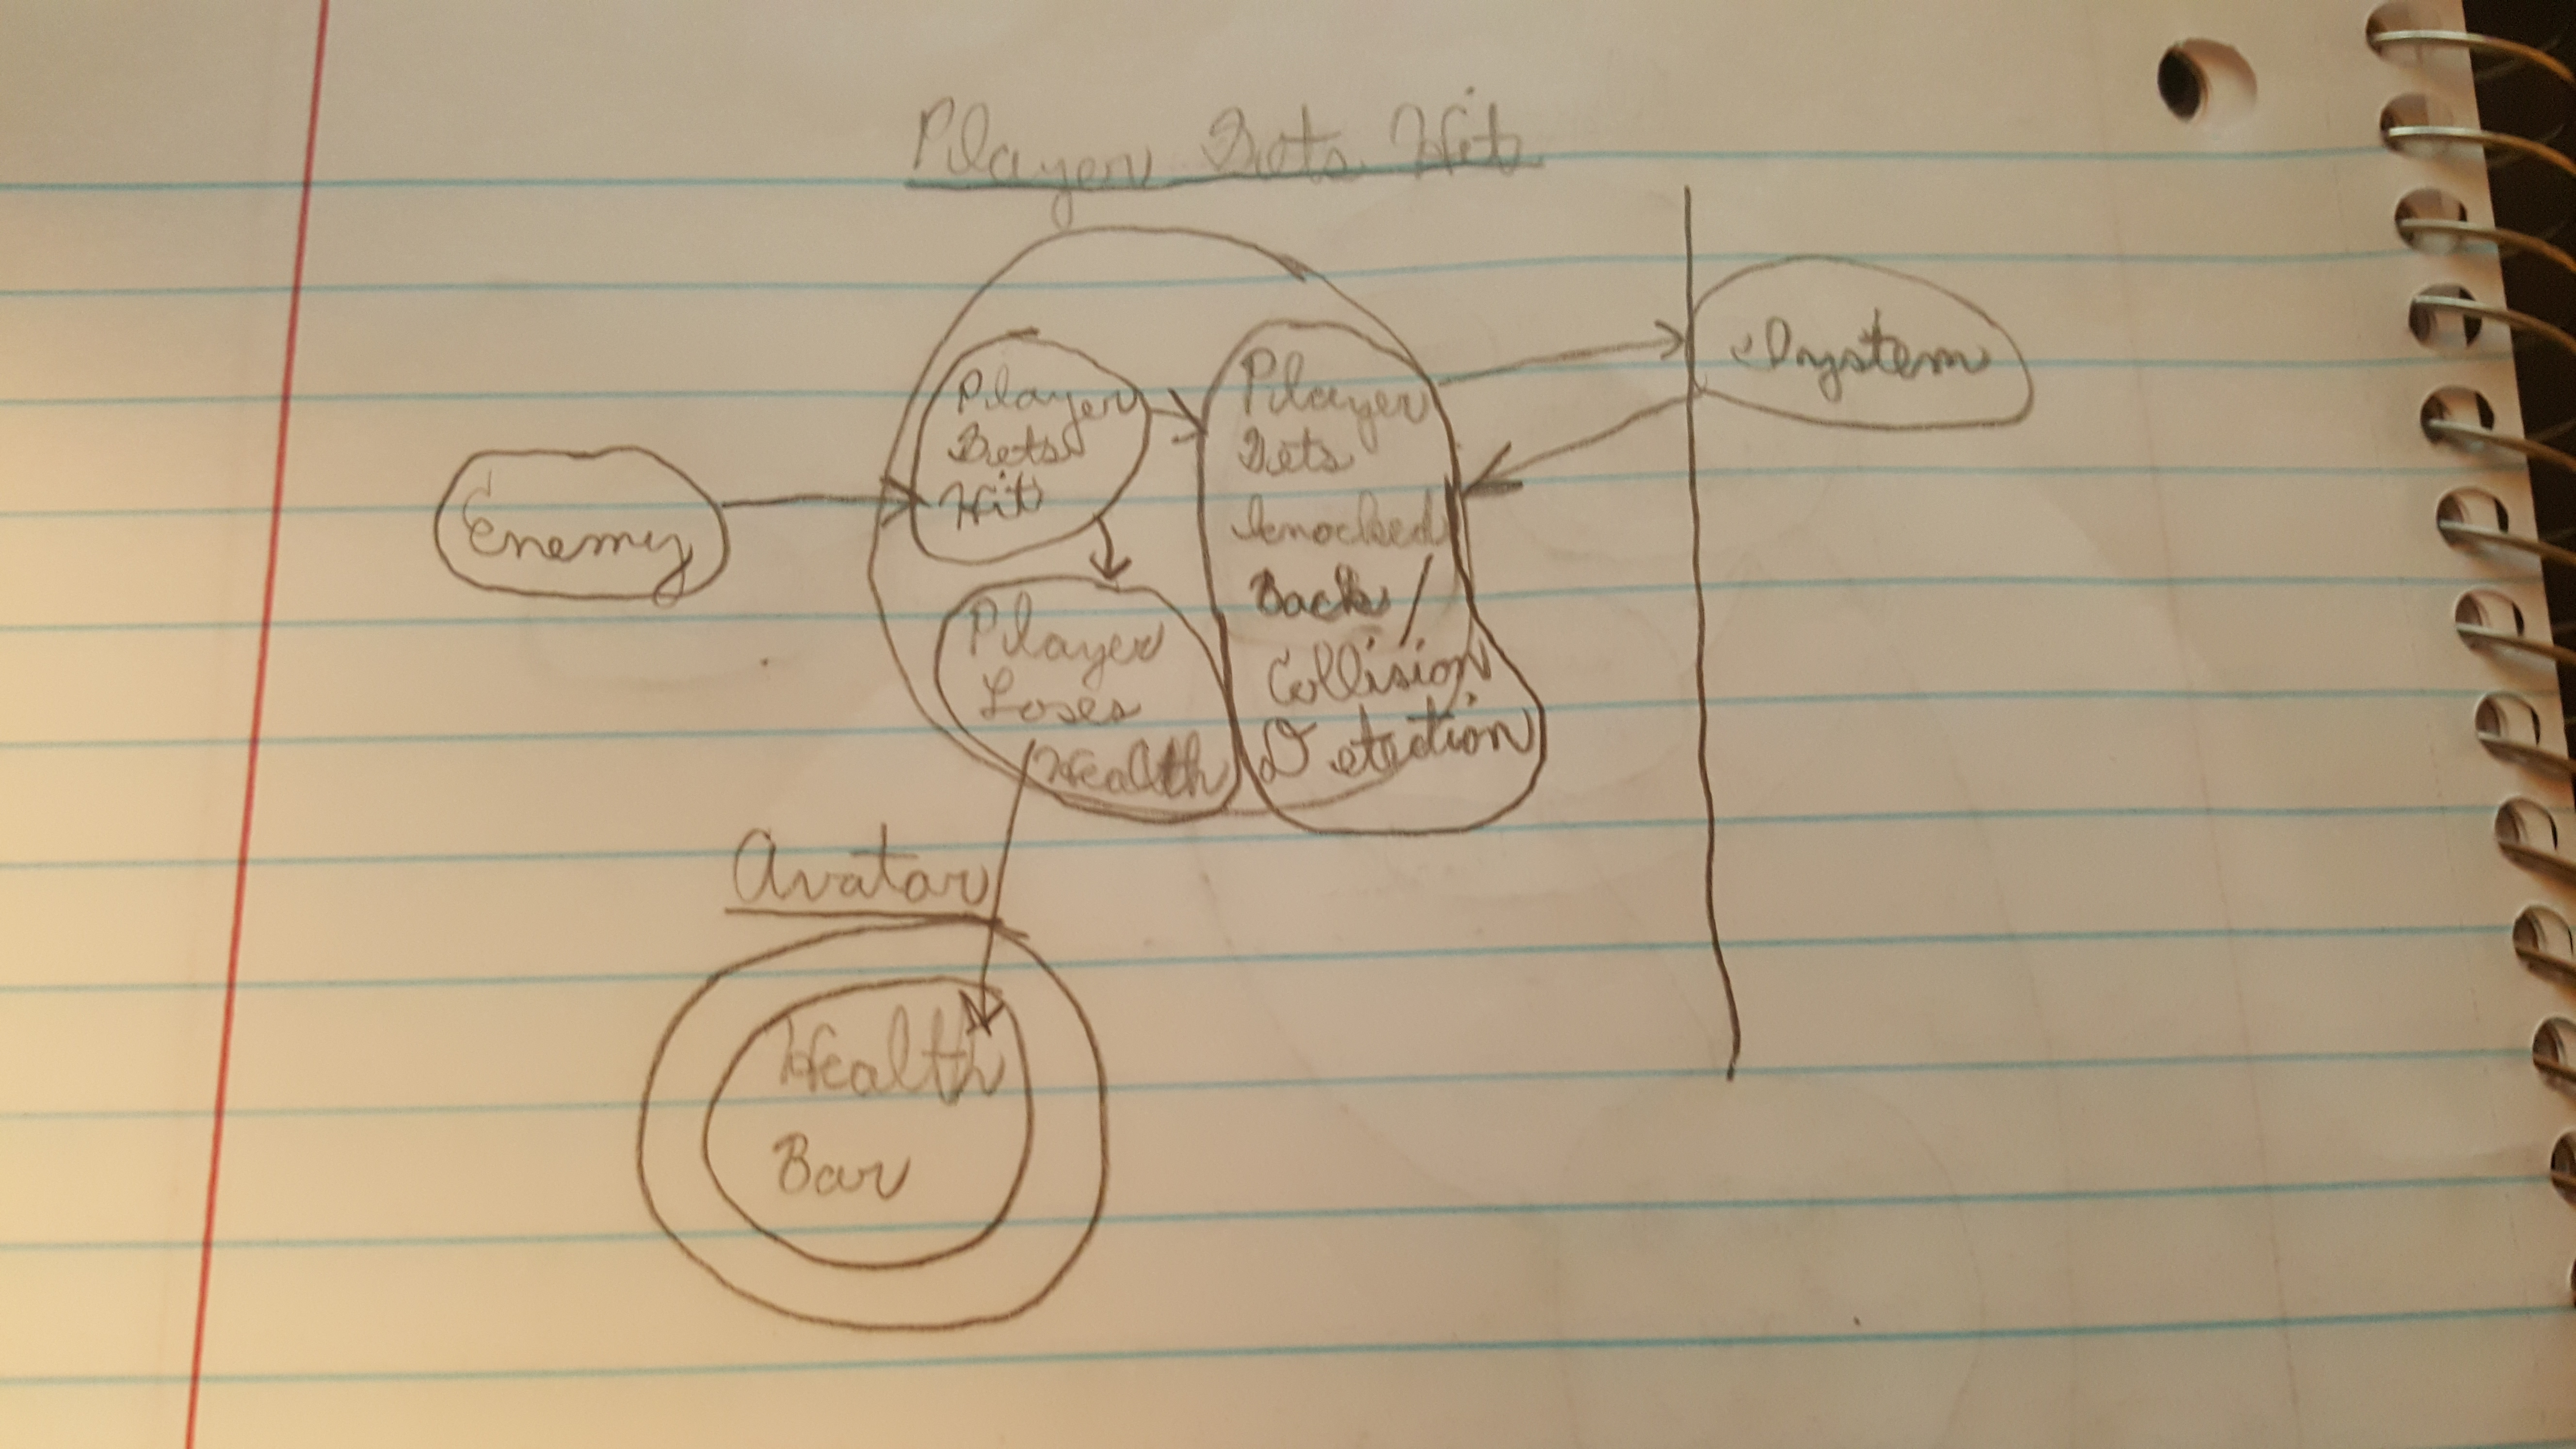 Player Gets Hit
Enemy
Player
Gets
Hit
Player
Loses
Health
Player
Gets
knocked
Back /
Collision
Detection
System
Avatar
Health
Bar